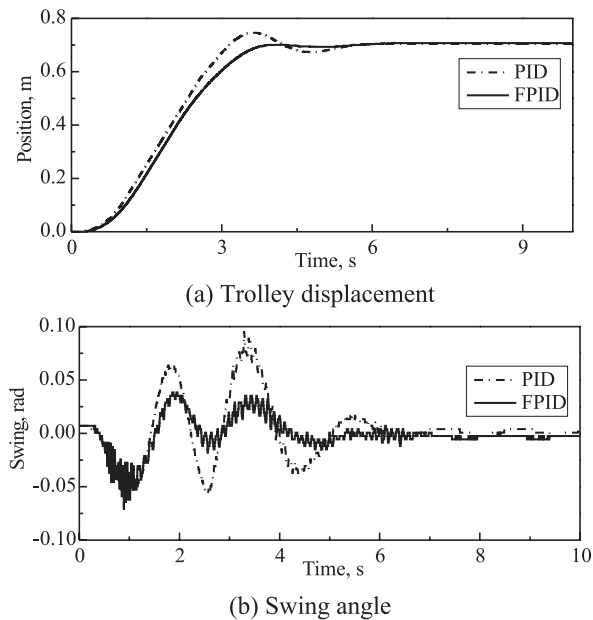 0.8
0.6
0.4
0.2
0.0
Position, m
PID
FPID
0 3 6 9
Time, s
(a) Trolley displacement
0.10
0.05
0.00
-0.05
-0.10
Swing, rad
PID
FPID
0 2 4 6 8 10
Time, s
(b) Swing angle